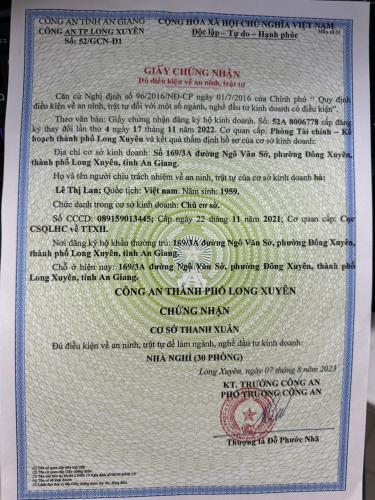 CÔNG AN TỈNH AN GIANG
CÔNG AN TP LONG XUYÊN
Số: 52/GCN-Đ1
CỘNG HÒA XÃ HỘI CHỦ NGHĨA VIỆT NAM
Độc lập - Tự do - Hạnh phúc
GIẤY CHỨNG NHẬN
Đủ điều kiện về an ninh, trật tự
Căn cứ Nghị định số 96/2016/NĐ-CP ngày 01/7/2016 của Chính phủ " Quy định
điều kiện về an ninh, trật tự đối với một số ngành, nghề đầu tư kinh doanh có điều kiện".
Theo văn bản: Giấy chứng nhận đăng ký hộ kinh doanh. Số: 52A 8006778 cấp đăng
ký thay đổi lần thứ 4 ngày 17 tháng 11 năm 2022. Cơ quan cấp: Phòng Tài chính – Kế
hoạch thành phố Long Xuyên và kết quả thẩm định hồ sơ của cơ sở kinh doanh:
Địa chỉ cơ sở kinh doanh: Số 169/3A đường Ngô Văn Sở, phường Đông Xuyên,
thành phố Long Xuyên, tỉnh An Giang.
Họ và tên người chịu trách nhiệm về an ninh, trật tự của cơ sở kinh doanh bà:
Lê Thị Lan; Quốc tịch: Việt nam. Năm sinh: 1959.
Chức danh trong cơ sở kinh doanh: Chủ cơ sở.
Số CCCD: 089159013445; Cấp ngày 22 tháng 11 năm 2021; Cơ quan cấp: Cục
CSQLHC về TTXH.
Nơi đăng ký hộ khẩu thường trú: 169/3A đường Ngô Văn Sở, phường Đông Xuyên,
thành phố Long Xuyên, tỉnh An Giang.
Chỗ ở hiện nay: 169/3A đường Ngô Văn Sở, phường Đông Xuyên, thành phố
Long Xuyên, tỉnh An Giang.
CÔNG AN THÀNH PHỐ LONG XUYÊN
CHỨNG NHẬN
CƠ SỞ THANH XUÂN
Đủ điều kiện về an ninh, trật tự để làm ngành, nghề đầu tư kinh doanh:
NHÀ NGHỈ (30 PHÒNG)
Long Xuyên, ngày 07 tháng 8 năm 2023
KT. TRƯỞNG CÔNG AN
PHÓ TRƯỞNG CÔNG AN
Thượng tá Đỗ Phước Nhã